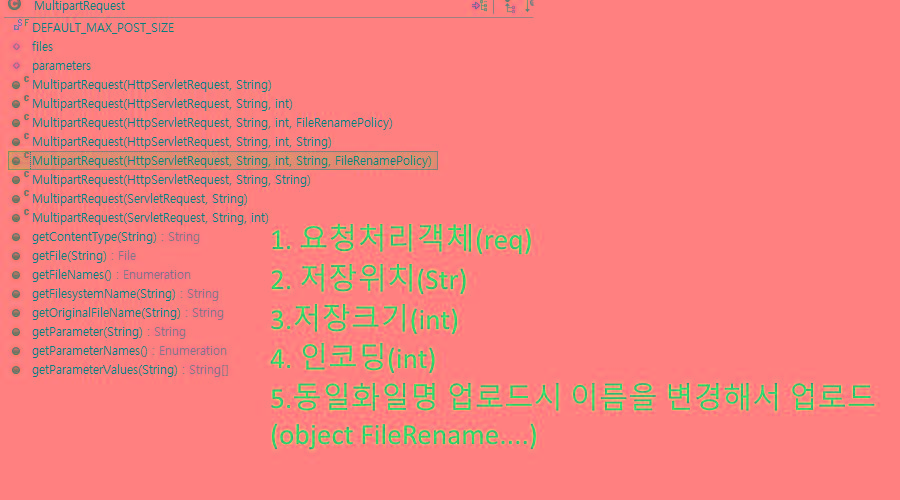 MultipartRequest
DEFAULT_MAX_POST_SIZE
files
parameters
MultipartRequest(HttpServletRequest, String)
MultipartRequest(HttpServletRequest, String, int)
MultipartRequest(HttpServletRequest, String, int, FileRenamePolicy)
MultipartRequest(HttpServletRequest, String, int, String)
MultipartRequest(HttpServletRequest, String, int, String, FileRenamePolicy)
MultipartRequest(HttpServletRequest, String, String)
MultipartRequest(ServletRequest, String)
MultipartRequest(ServletRequest, String, int)
getContentType(String) : String
getFile(String) : File
getFileNames() : Enumeration
getFilesystemName(String) : String
getOriginalFileName(String) : String
getParameter(String) : String
getParameterNames() : Enumeration
getParameterValues(String) : String[]
1. 요청처리객체(req)
2. 저장위치(Str)
3.저장크기(int)
4. 인코딩(int)
5.동일화일명 업로드시 이름을 변경해서 업로드
(object FileRename....)